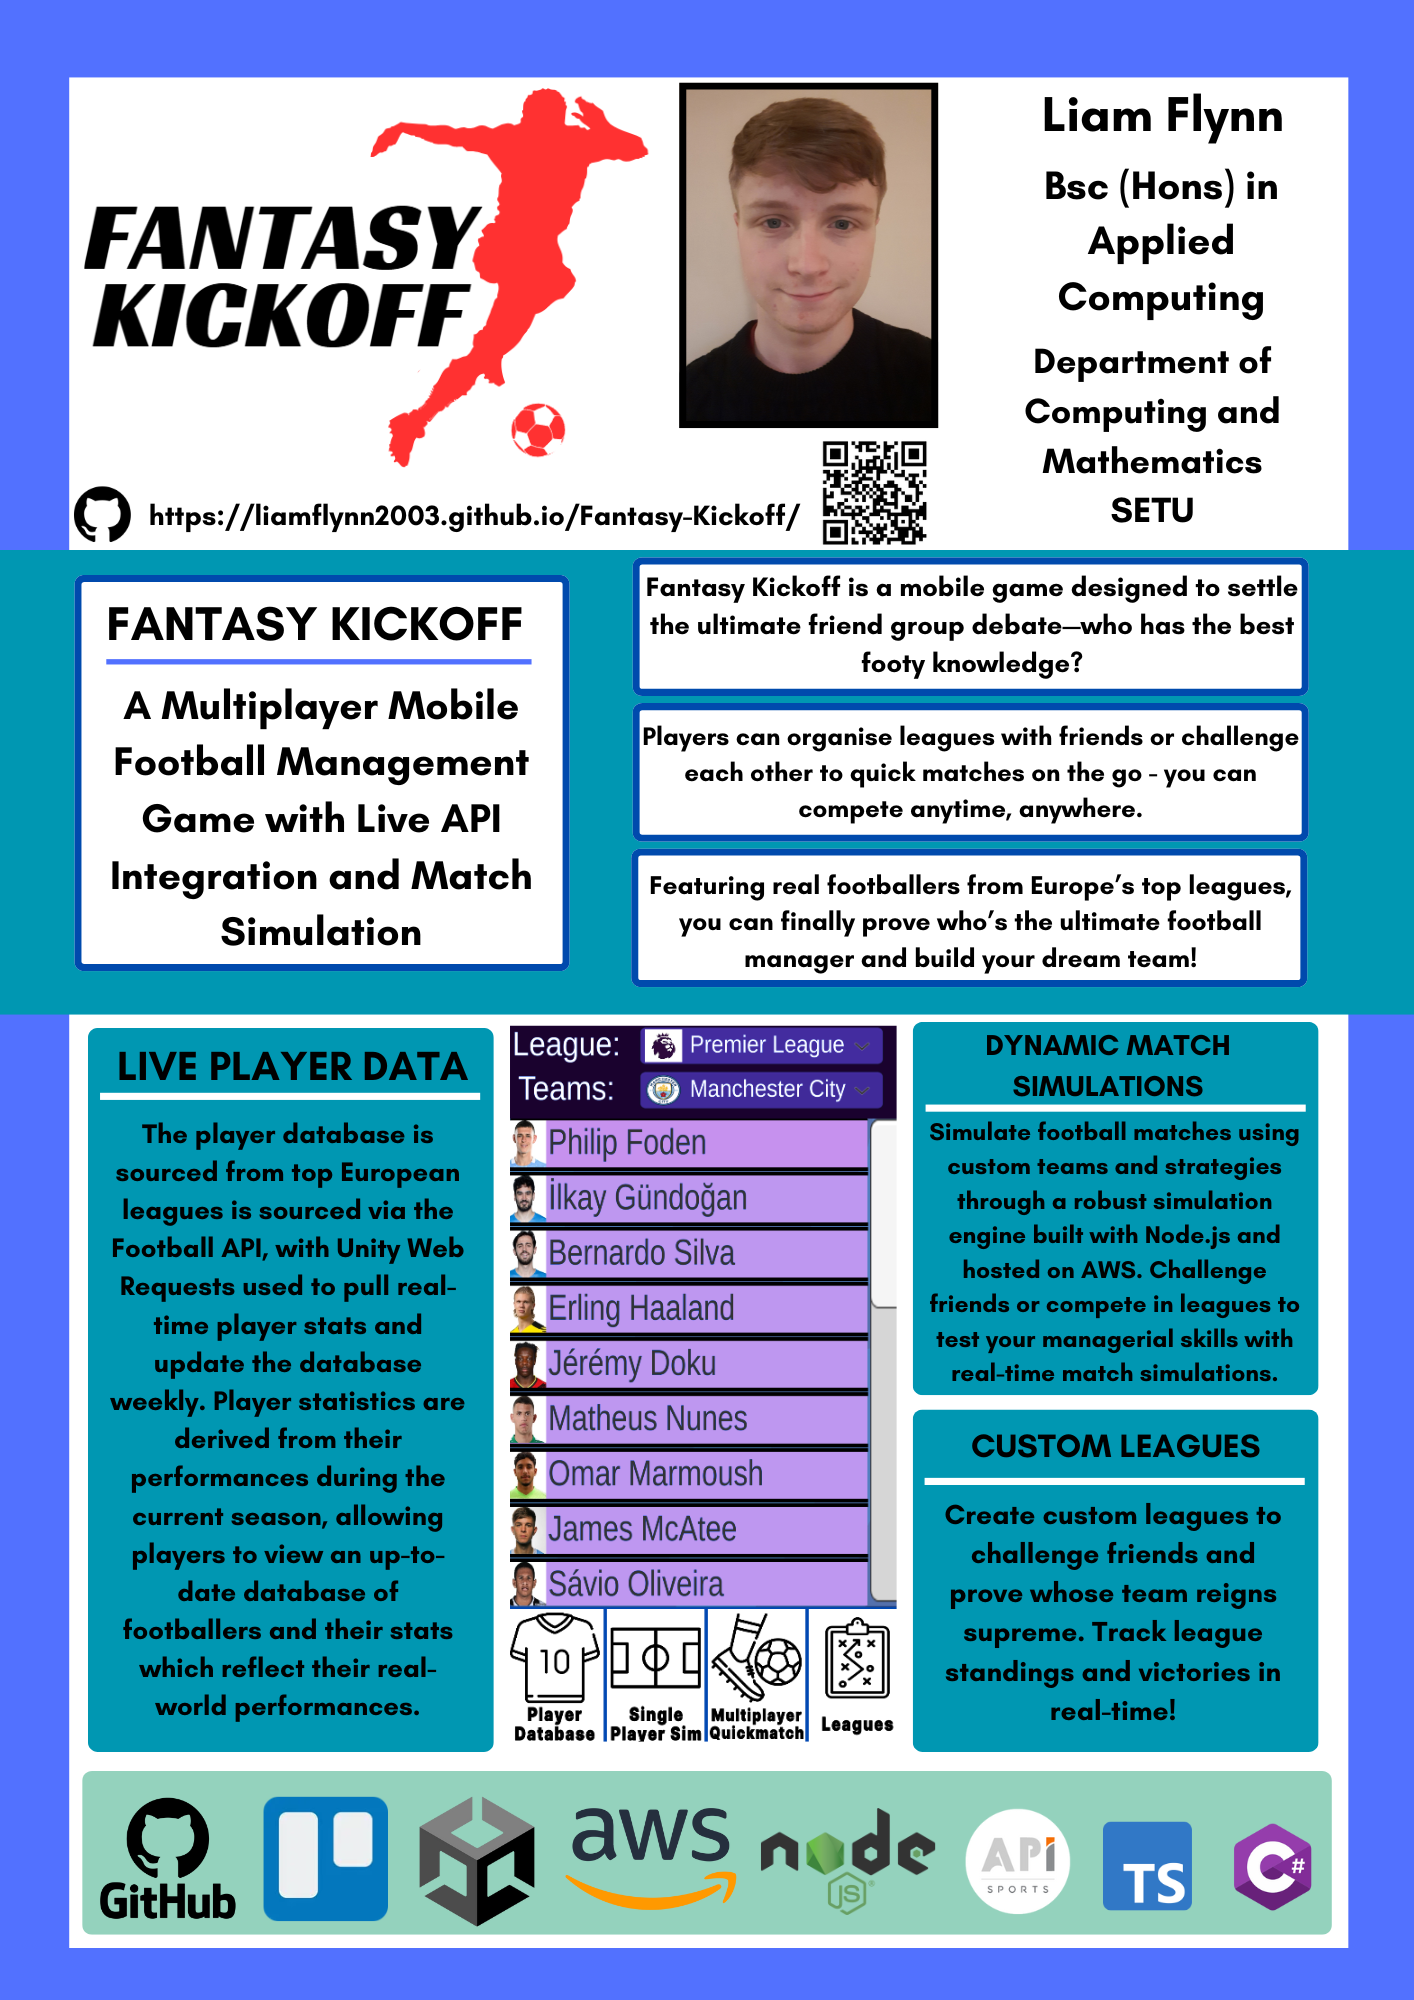 FANTASY
KICKOFF
Liam Flynn
Bsc (Hons) in
Applied
Computing
Department of
Computing and
Mathematics
SETU
https://liamflynn2003.github.io/Fantasy-Kickoff/
FANTASY KICKOFF
A Multiplayer Mobile
Football Management
Game with Live API
Integration and Match
Simulation
Fantasy Kickoff is a mobile game designed to settle
the ultimate friend group debate—who has the best
footy knowledge?
Players can organise leagues with friends or challenge
each other to quick matches on the go - you can
compete anytime, anywhere.
Featuring real footballers from Europe's top leagues,
you can finally prove who's the ultimate football
manager and build your dream team!
LIVE PLAYER DATA
The player database is
sourced from top European
leagues is sourced via the
Football API, with Unity Web
Requests used to pull real-
time player stats and
update the database
weekly. Player statistics are
derived from their
performances during the
current season, allowing
players to view an up-to-
date database of
footballers and their stats
which reflect their real-
world performances.
League:
Premier League
Teams:
Manchester City
Philip Foden
İlkay Gündoğan
Bernardo Silva
Erling Haaland
Jérémy Doku
Matheus Nunes
Omar Marmoush
James McAtee
Sávio Oliveira
10
Player
Database
Single
Player Sim
Multiplayer
Quickmatch
Leagues
DYNAMIC MATCH
SIMULATIONS
Simulate football matches using
custom teams and strategies
through a robust simulation
engine built with Node.js and
hosted on AWS. Challenge
friends or compete in leagues to
test your managerial skills with
real-time match simulations.
CUSTOM LEAGUES
Create custom leagues to
challenge friends and
prove whose team reigns
supreme. Track league
standings and victories in
real-time!
GitHub
aws
node
JS
API
SPORTS
TS
C#